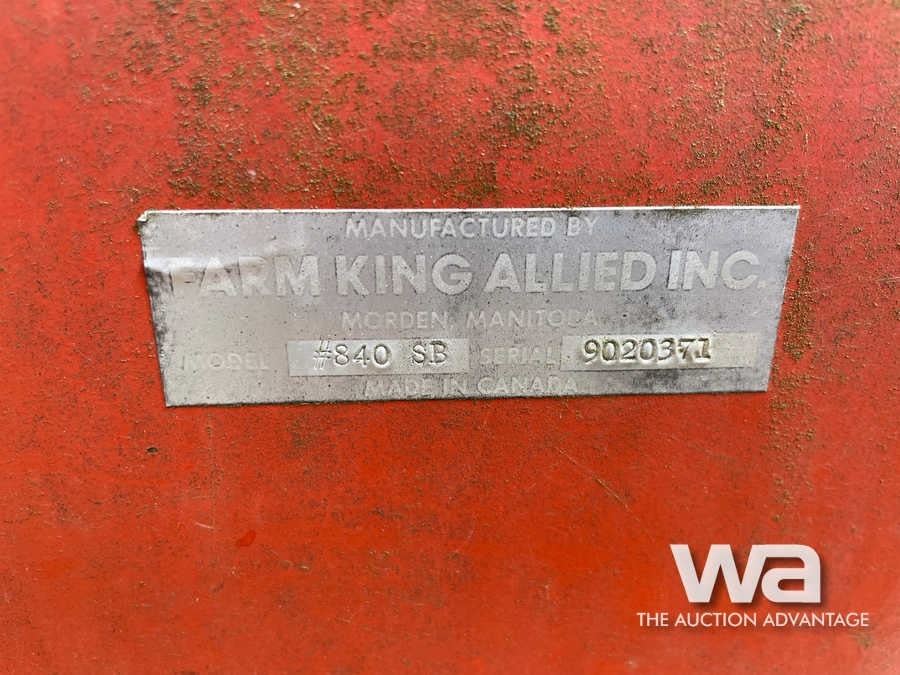 MANUFACTURED BY
FARM KING ALLIED INC.
MORDEN, MANITOBA
MODEL #840 SB SERIAL 9020371
MADE IN CANADA
wa
THE AUCTION ADVANTAGE